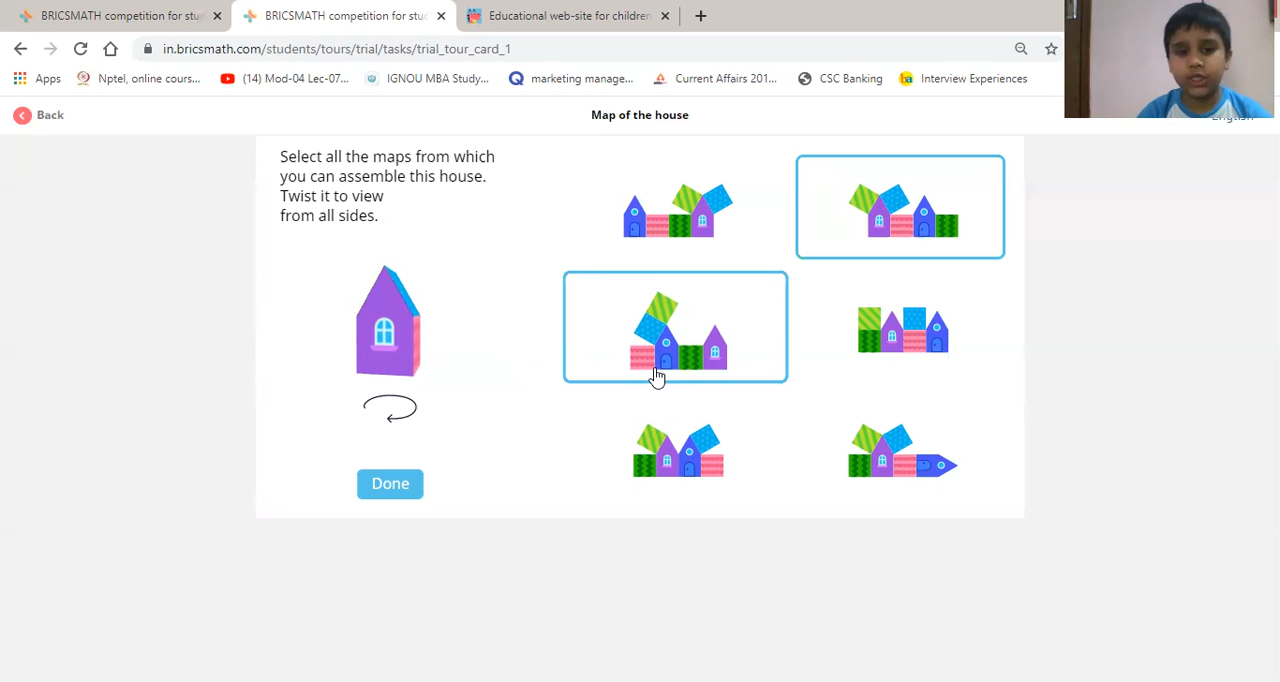 BRICSMATH competition for stu
BRICSMATH competition for stu
Educational web-site for children
in.bricsmath.com/students/tours/trial/tasks/trial_tour_card_1
Apps
Nptel, online cours...
(14) Mod-04 Lec-07...
IGNOU MBA Study...
marketing manage...
Current Affairs 201...
CSC Banking
Interview Experiences
Back
Map of the house
English
Select all the maps from which
you can assemble this house.
Twist it to view
from all sides.
Done